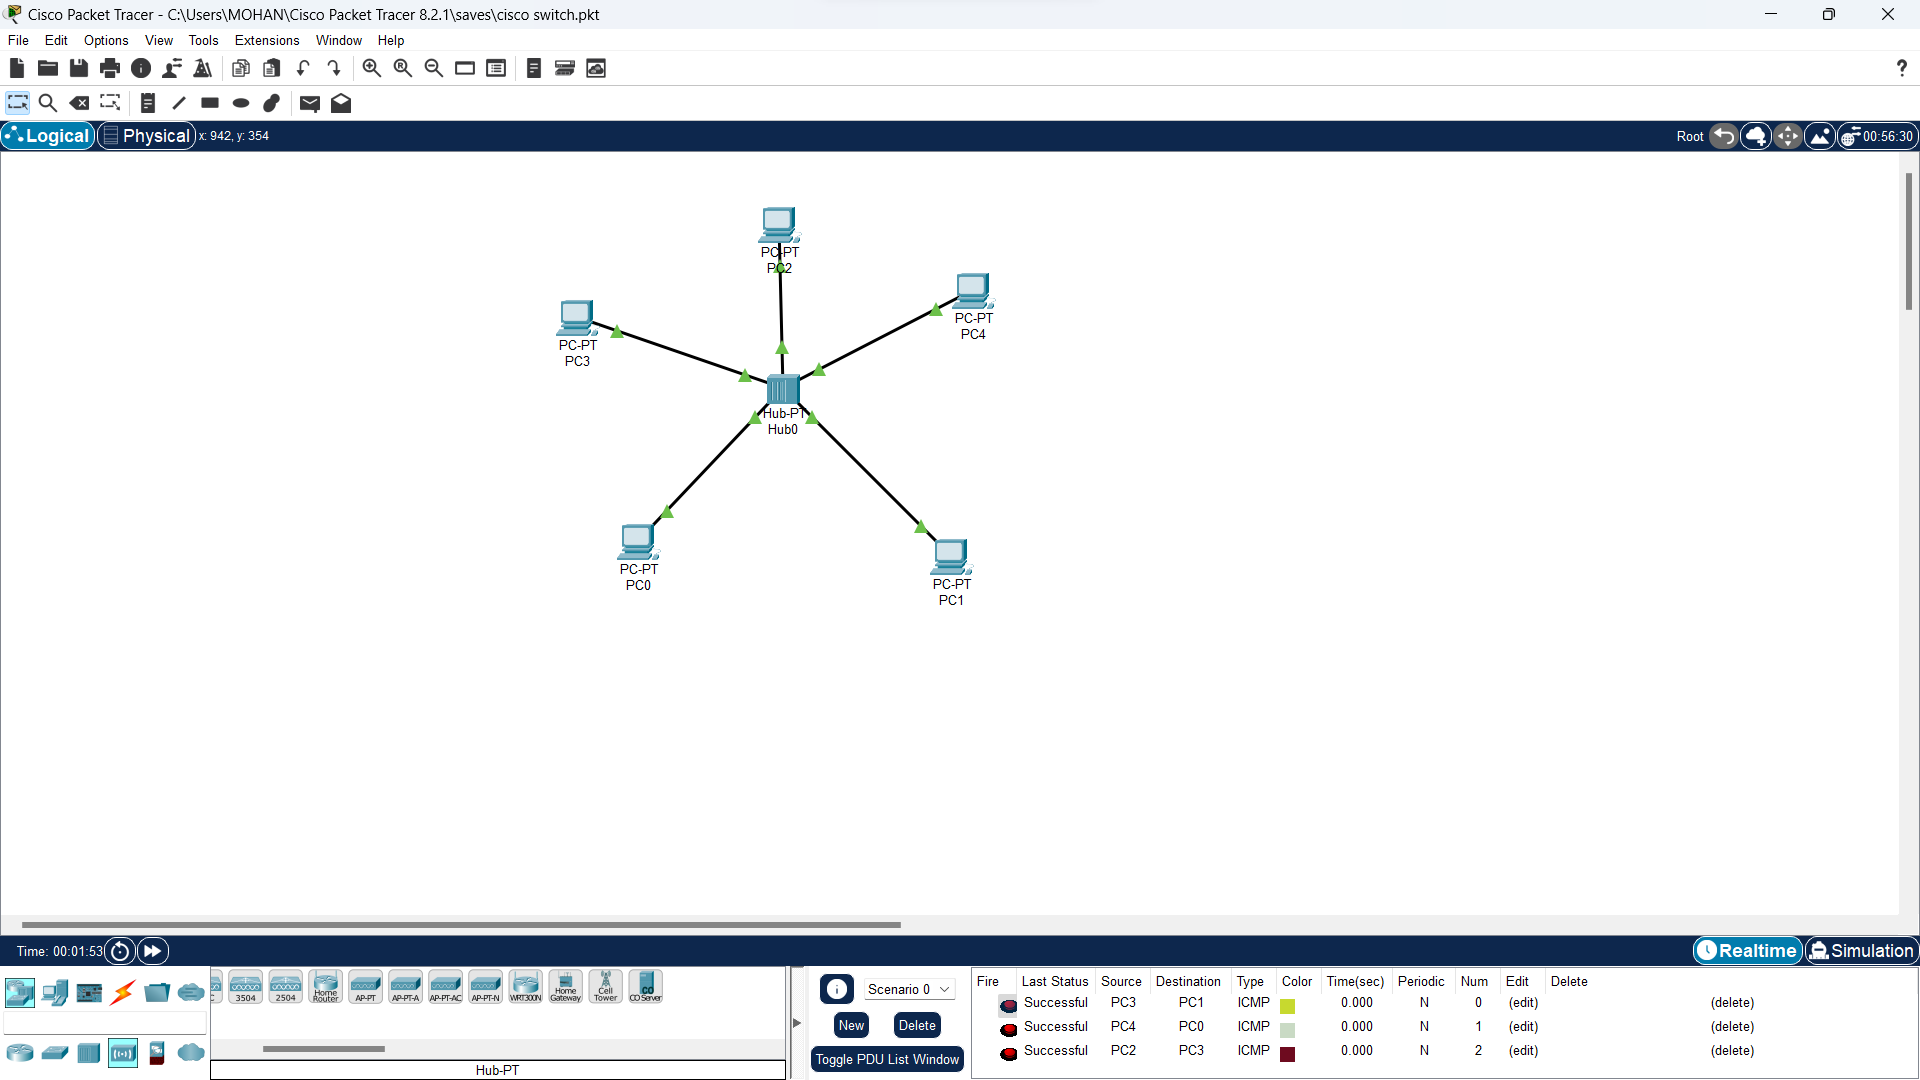 Cisco Packet Tracer - C:\Users\MOHAN\Cisco Packet Tracer 8.2.1\saves\cisco switch.pkt
File Edit Options View Tools Extensions Window Help
?
Logical Physical x: 942, y: 354 Root 00:56:30
PC-PT
PC2
PC-PT
PC4
PC-PT
PC3
Hub-PT
Hub0
PC-PT
PC0
PC-PT
PC1
Time: 00:01:53 Realtime Simulation
3504 2504 Home Router AP-PT AP-PT-A AP-PT-AC AP-PT-N WRT300N Home Gateway Cell Tower CO Server
Hub-PT
Scenario 0
New Delete
Toggle PDU List Window
Fire Last Status Source Destination Type Color Time(sec) Periodic Num Edit Delete
Successful PC3 PC1 ICMP 0.000 N 0 (edit) (delete)
Successful PC4 PC0 ICMP 0.000 N 1 (edit) (delete)
Successful PC2 PC3 ICMP 0.000 N 2 (edit) (delete)